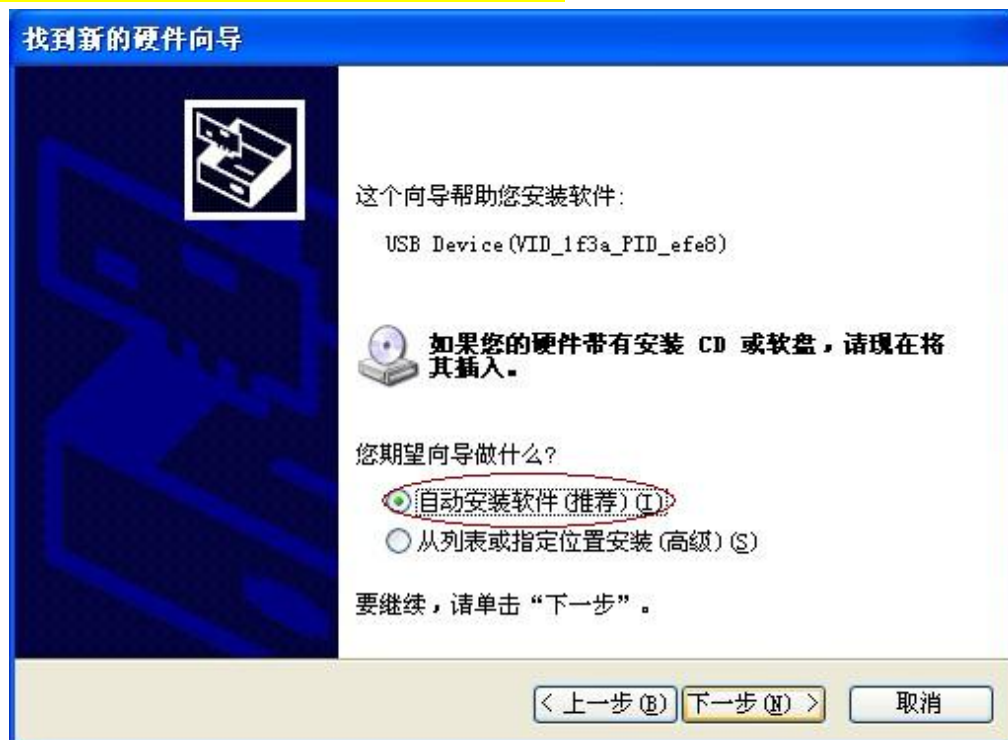 找到新的硬件向导
这个向导帮助您安装软件:
USB Device(VID_1f3a_PID_efe8)
如果您的硬件带有安装 CD 或软盘，请现在将
其插入。
您期望向导做什么?
自动安装软件(推荐)(I)
从列表或指定位置安装(高级)(S)
要继续，请单击“下一步”。
< 上一步(B)
下一步(N) >
取消